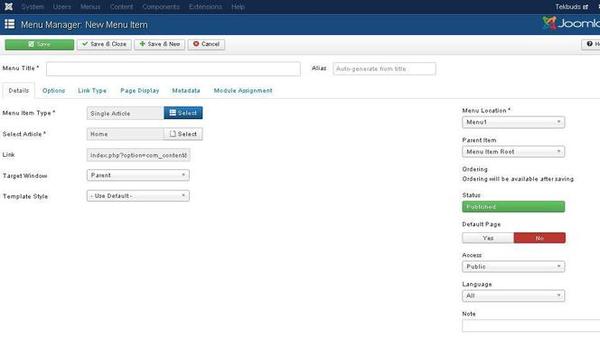 System Users Menus Content Components Extensions Help Tekbuds
Menu Manager: New Menu Item Jooml
Save Save & Close Save & New Cancel
Menu Title * Alias Auto-generate from title
Details Options Link Type Page Display Metadata Module Assignment
Menu Item Type * Single Article Select
Select Article * Home Select
Link index.php?option=com_content&
Target Window Parent
Template Style - Use Default -
Menu Location *
Menu1
Parent Item
Menu Item Root
Ordering
Ordering will be available after saving
Status
Published
Default Page
Yes No
Access
Public
Language
All
Note